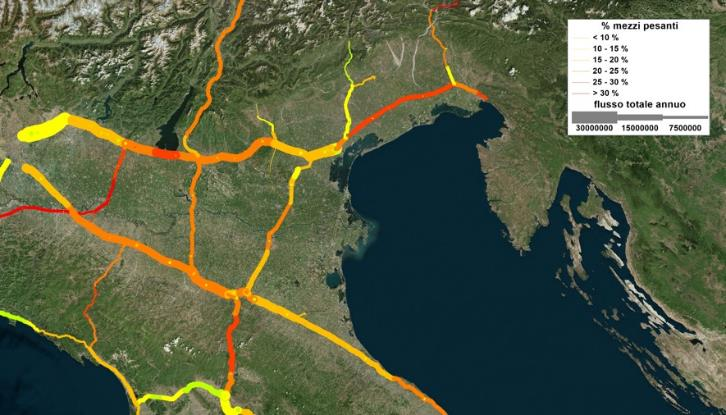 % mezzi pesanti
< 10 %
10 - 15 %
15 - 20 %
20 - 25 %
25 - 30 %
> 30 %
flusso totale annuo
30000000 15000000 7500000